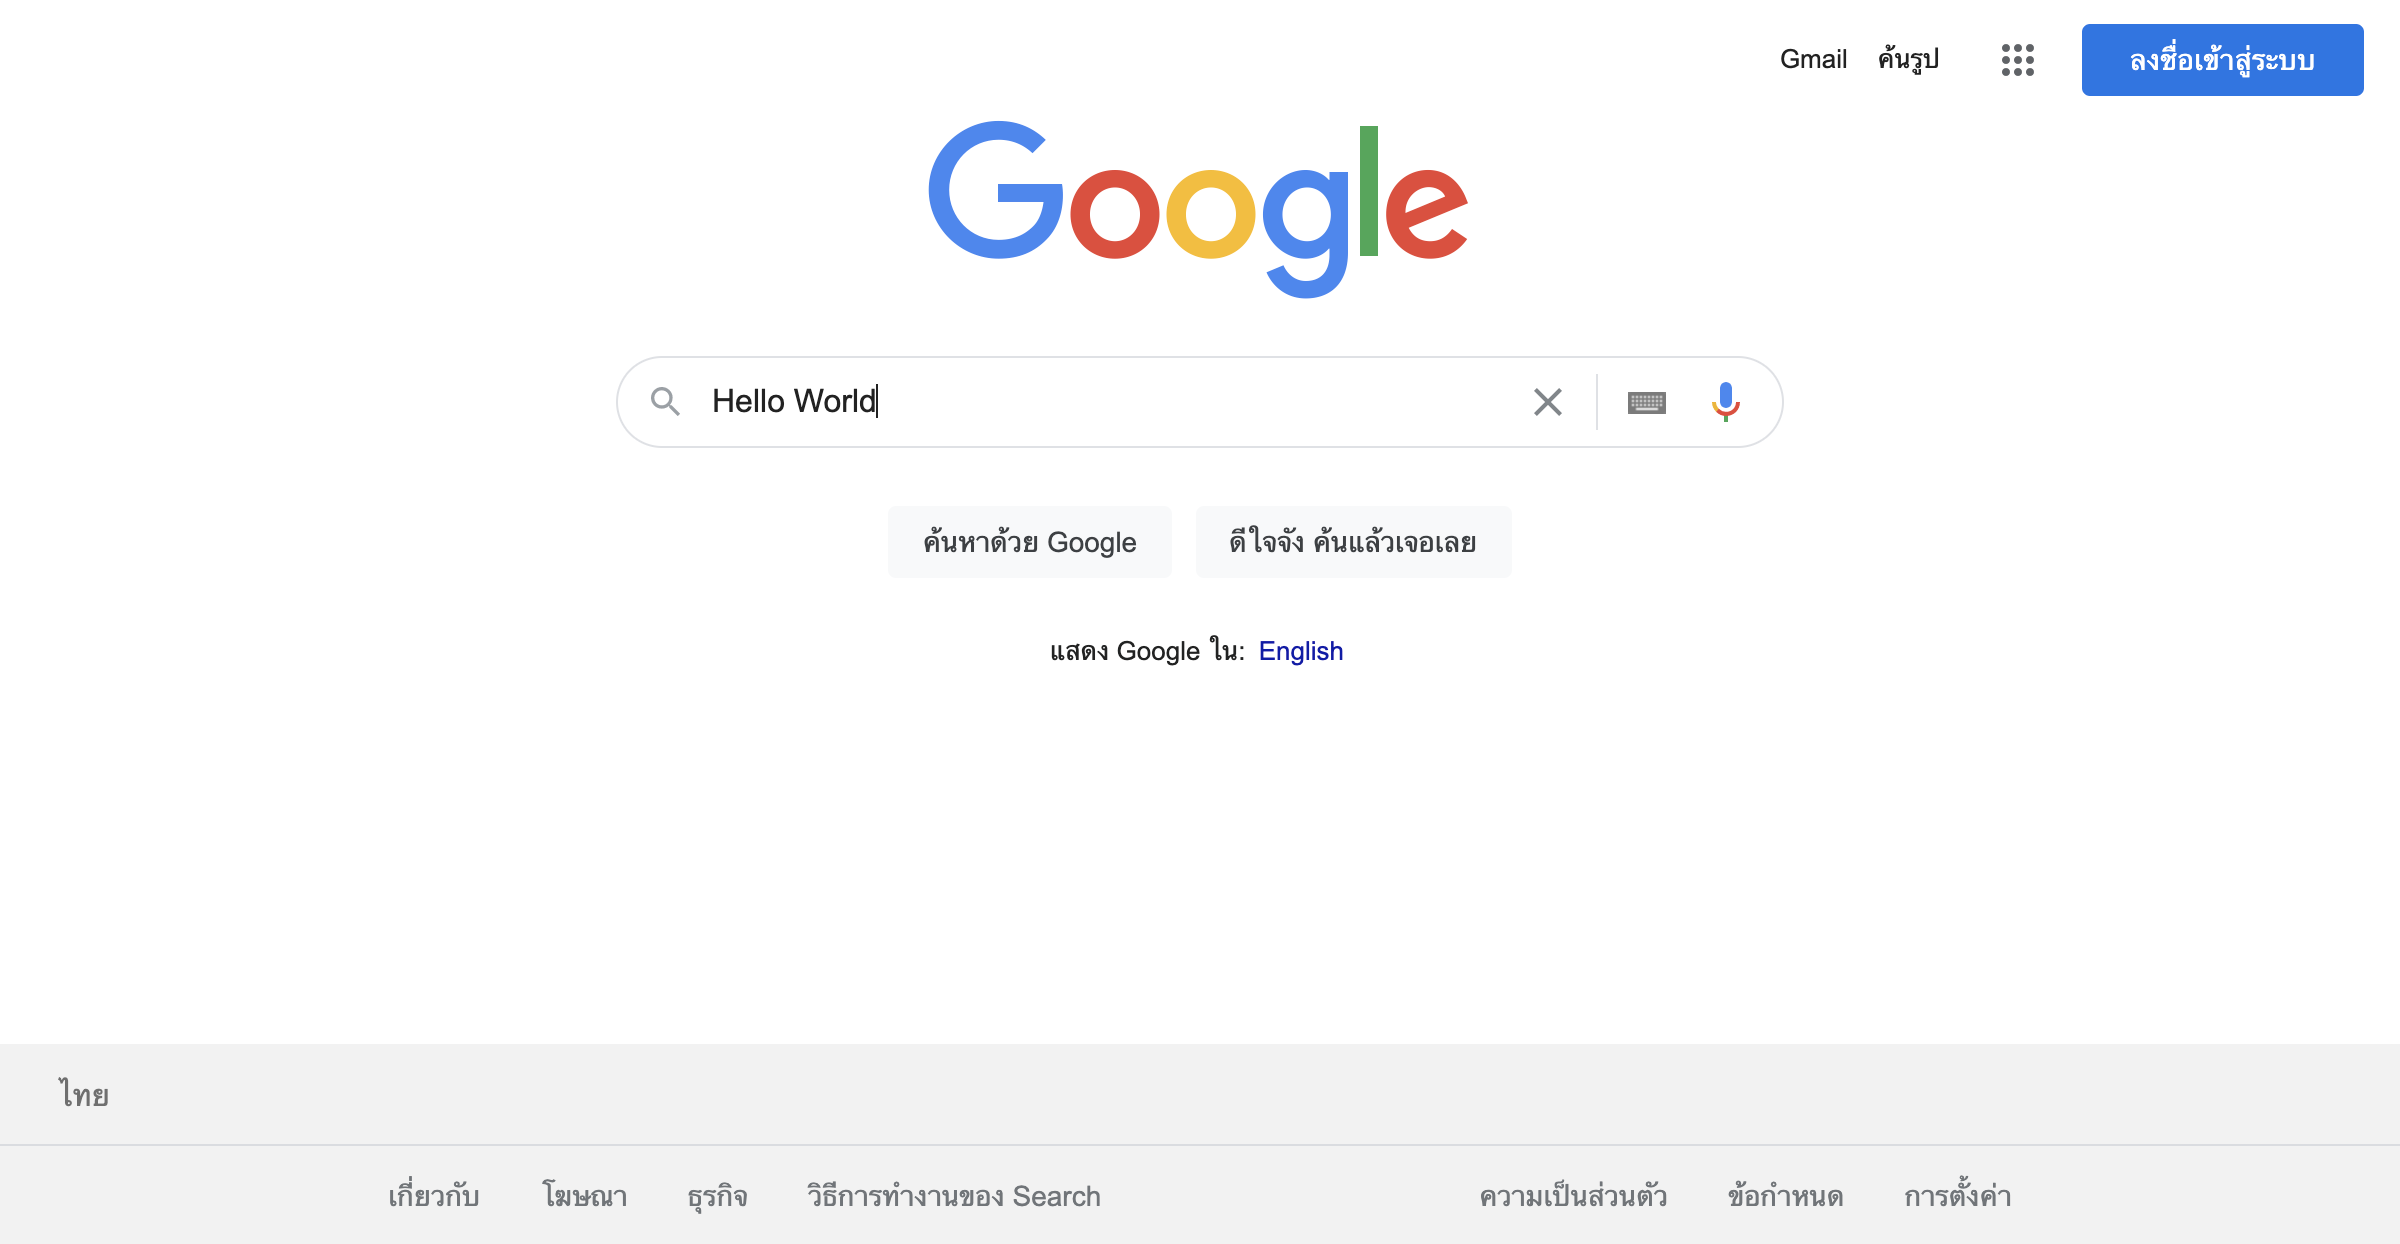 Gmail ค้นรูป ลงชื่อเข้าสู่ระบบ
Google
Hello World
ค้นหาด้วย Google ดีใจจัง ค้นแล้วเจอเลย
แสดง Google ใน: English
ไทย
เกี่ยวกับ โฆษณา ธุรกิจ วิธีการทำงานของ Search ความเป็นส่วนตัว ข้อกำหนด การตั้งค่า